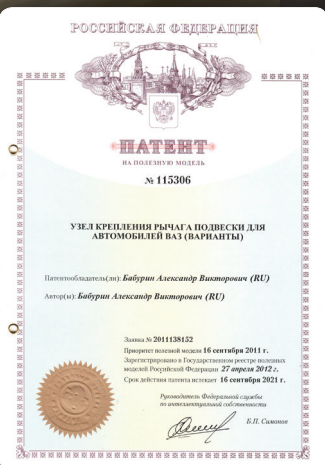 РОССИЙСКАЯ ФЕДЕРАЦИЯ
ПАТЕНТ
НА ПОЛЕЗНУЮ МОДЕЛЬ
№ 115306
УЗЕЛ КРЕПЛЕНИЯ РЫЧАГА ПОДВЕСКИ ДЛЯ
АВТОМОБИЛЕЙ ВАЗ (ВАРИАНТЫ)
Патентообладатель(ли): Бабурин Александр Викторович (RU)
Автор(ы): Бабурин Александр Викторович (RU)
Заявка № 2011138152
Приоритет полезной модели 16 сентября 2011 г.
Зарегистрировано в Государственном реестре полезных
моделей Российской Федерации 27 апреля 2012 г.
Срок действия патента истекает 16 сентября 2021 г.
Руководитель Федеральной службы
по интеллектуальной собственности
Б.П. Симонов